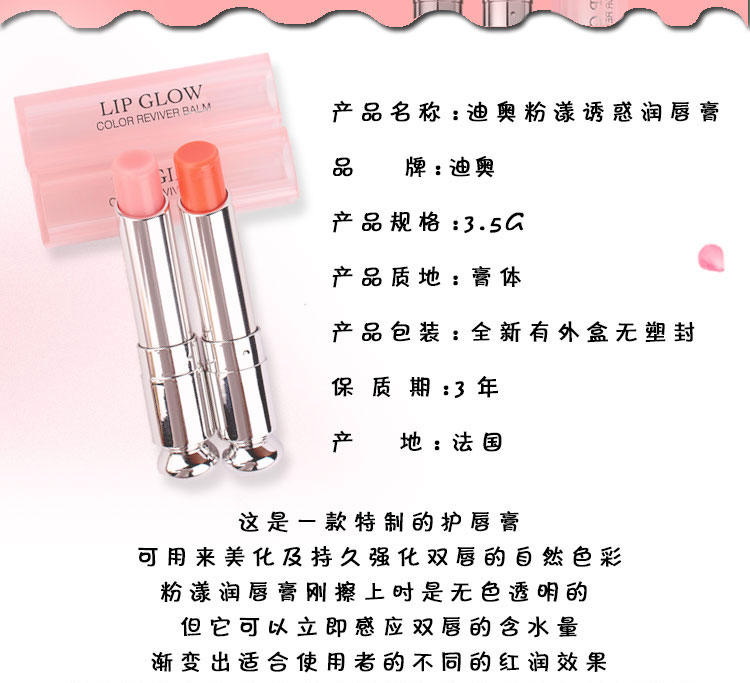 LIP GLOW
COLOR REVIVER BALM
产品名称:迪奥粉漾诱惑润唇膏
品 牌:迪奥
产品规格:3.5G
产品质地:膏体
产品包装:全新有外盒无塑封
保质期:3年
产 地:法国
这是一款特制的护唇膏
可用来美化及持久强化双唇的自然色彩
粉漾润唇膏刚擦上时是无色透明的
但它可以立即感应双唇的含水量
渐变出适合使用者的不同的红润效果